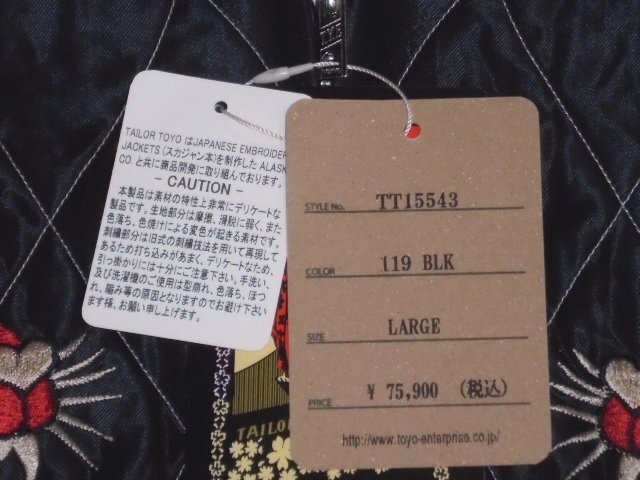 TAILOR TOYO はJAPANESE EMBROIDER
JACKETS (スカジャン本)を制作した ALASK
CO. と共に商品開発に取り組んでおります。
- CAUTION -
本製品は素材の特性上非常にデリケートな
製品です。生地部分は摩擦、滑脱に弱く、また
色落ち、色焼けによる変色が起きる素材です。
刺繍部分は旧式の刺繍技法を用いて再現して
あるため打ち込みがあまく、デリケートなため、
引っ掛かりには十分にご注意下さい。手洗い、
及び洗濯機のご使用は型崩れ、色落ち、ほつ
れ、縮み等の原因となりますのでお避け下さい
ます様、お願い申し上げます。
STYLE No. TT15543
COLOR 119 BLK
SIZE LARGE
PRICE ¥ 75,900 (税込)
http://www.toyo-enterprise.co.jp/
TAILOR